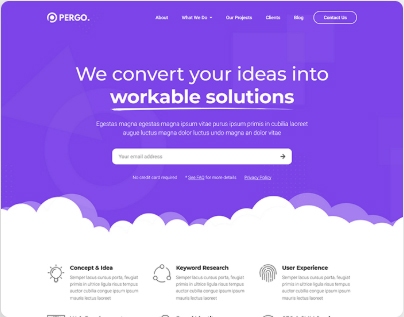 PERGO.
About What We Do Our Projects Clients Blog Contact Us
We convert your ideas into
workable solutions
Egestas magna egestas magna ipsum vitae purus ipsum primis in cubilia laoreet
augue luctus magna dolor luctus undo magna an dolor vitae
Your email address
No credit card required * See FAQ for more details Privacy Policy
Concept & Idea
Semper lacus cursus porta, feugiat
primis in ultrice ligula risus tempus
auctor cubilia congue ipsum ipsum
mauris lectus laoreet
Keyword Research
Semper lacus cursus porta, feugiat
primis in ultrice ligula risus tempus
auctor cubilia congue ipsum ipsum
mauris lectus laoreet
User Experience
Semper lacus cursus porta, feugiat
primis in ultrice ligula risus tempus
auctor cubilia congue ipsum ipsum
mauris lectus laoreet